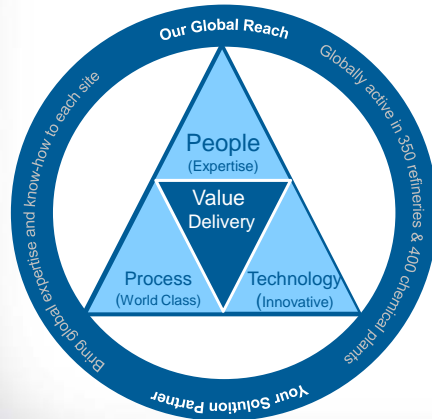 Our Global Reach
Globally active in 350 refineries & 400 chemical plants
Bring global expertise and know-how to each site
People
(Expertise)
Value
Delivery
Process
(World Class)
Technology
(Innovative)
Your Solution Partner